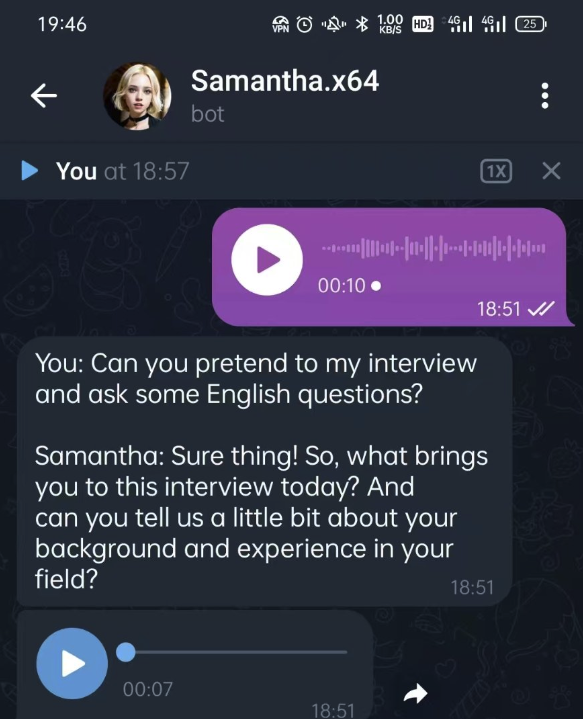 19:46 VPN 1.00 KB/S HD 2 4G 4G 25
Samantha.x64
bot
You at 18:57 1X
00:10
18:51
You: Can you pretend to my interview
and ask some English questions?
Samantha: Sure thing! So, what brings
you to this interview today? And
can you tell us a little bit about your
background and experience in your
field?
18:51
00:07
18:51